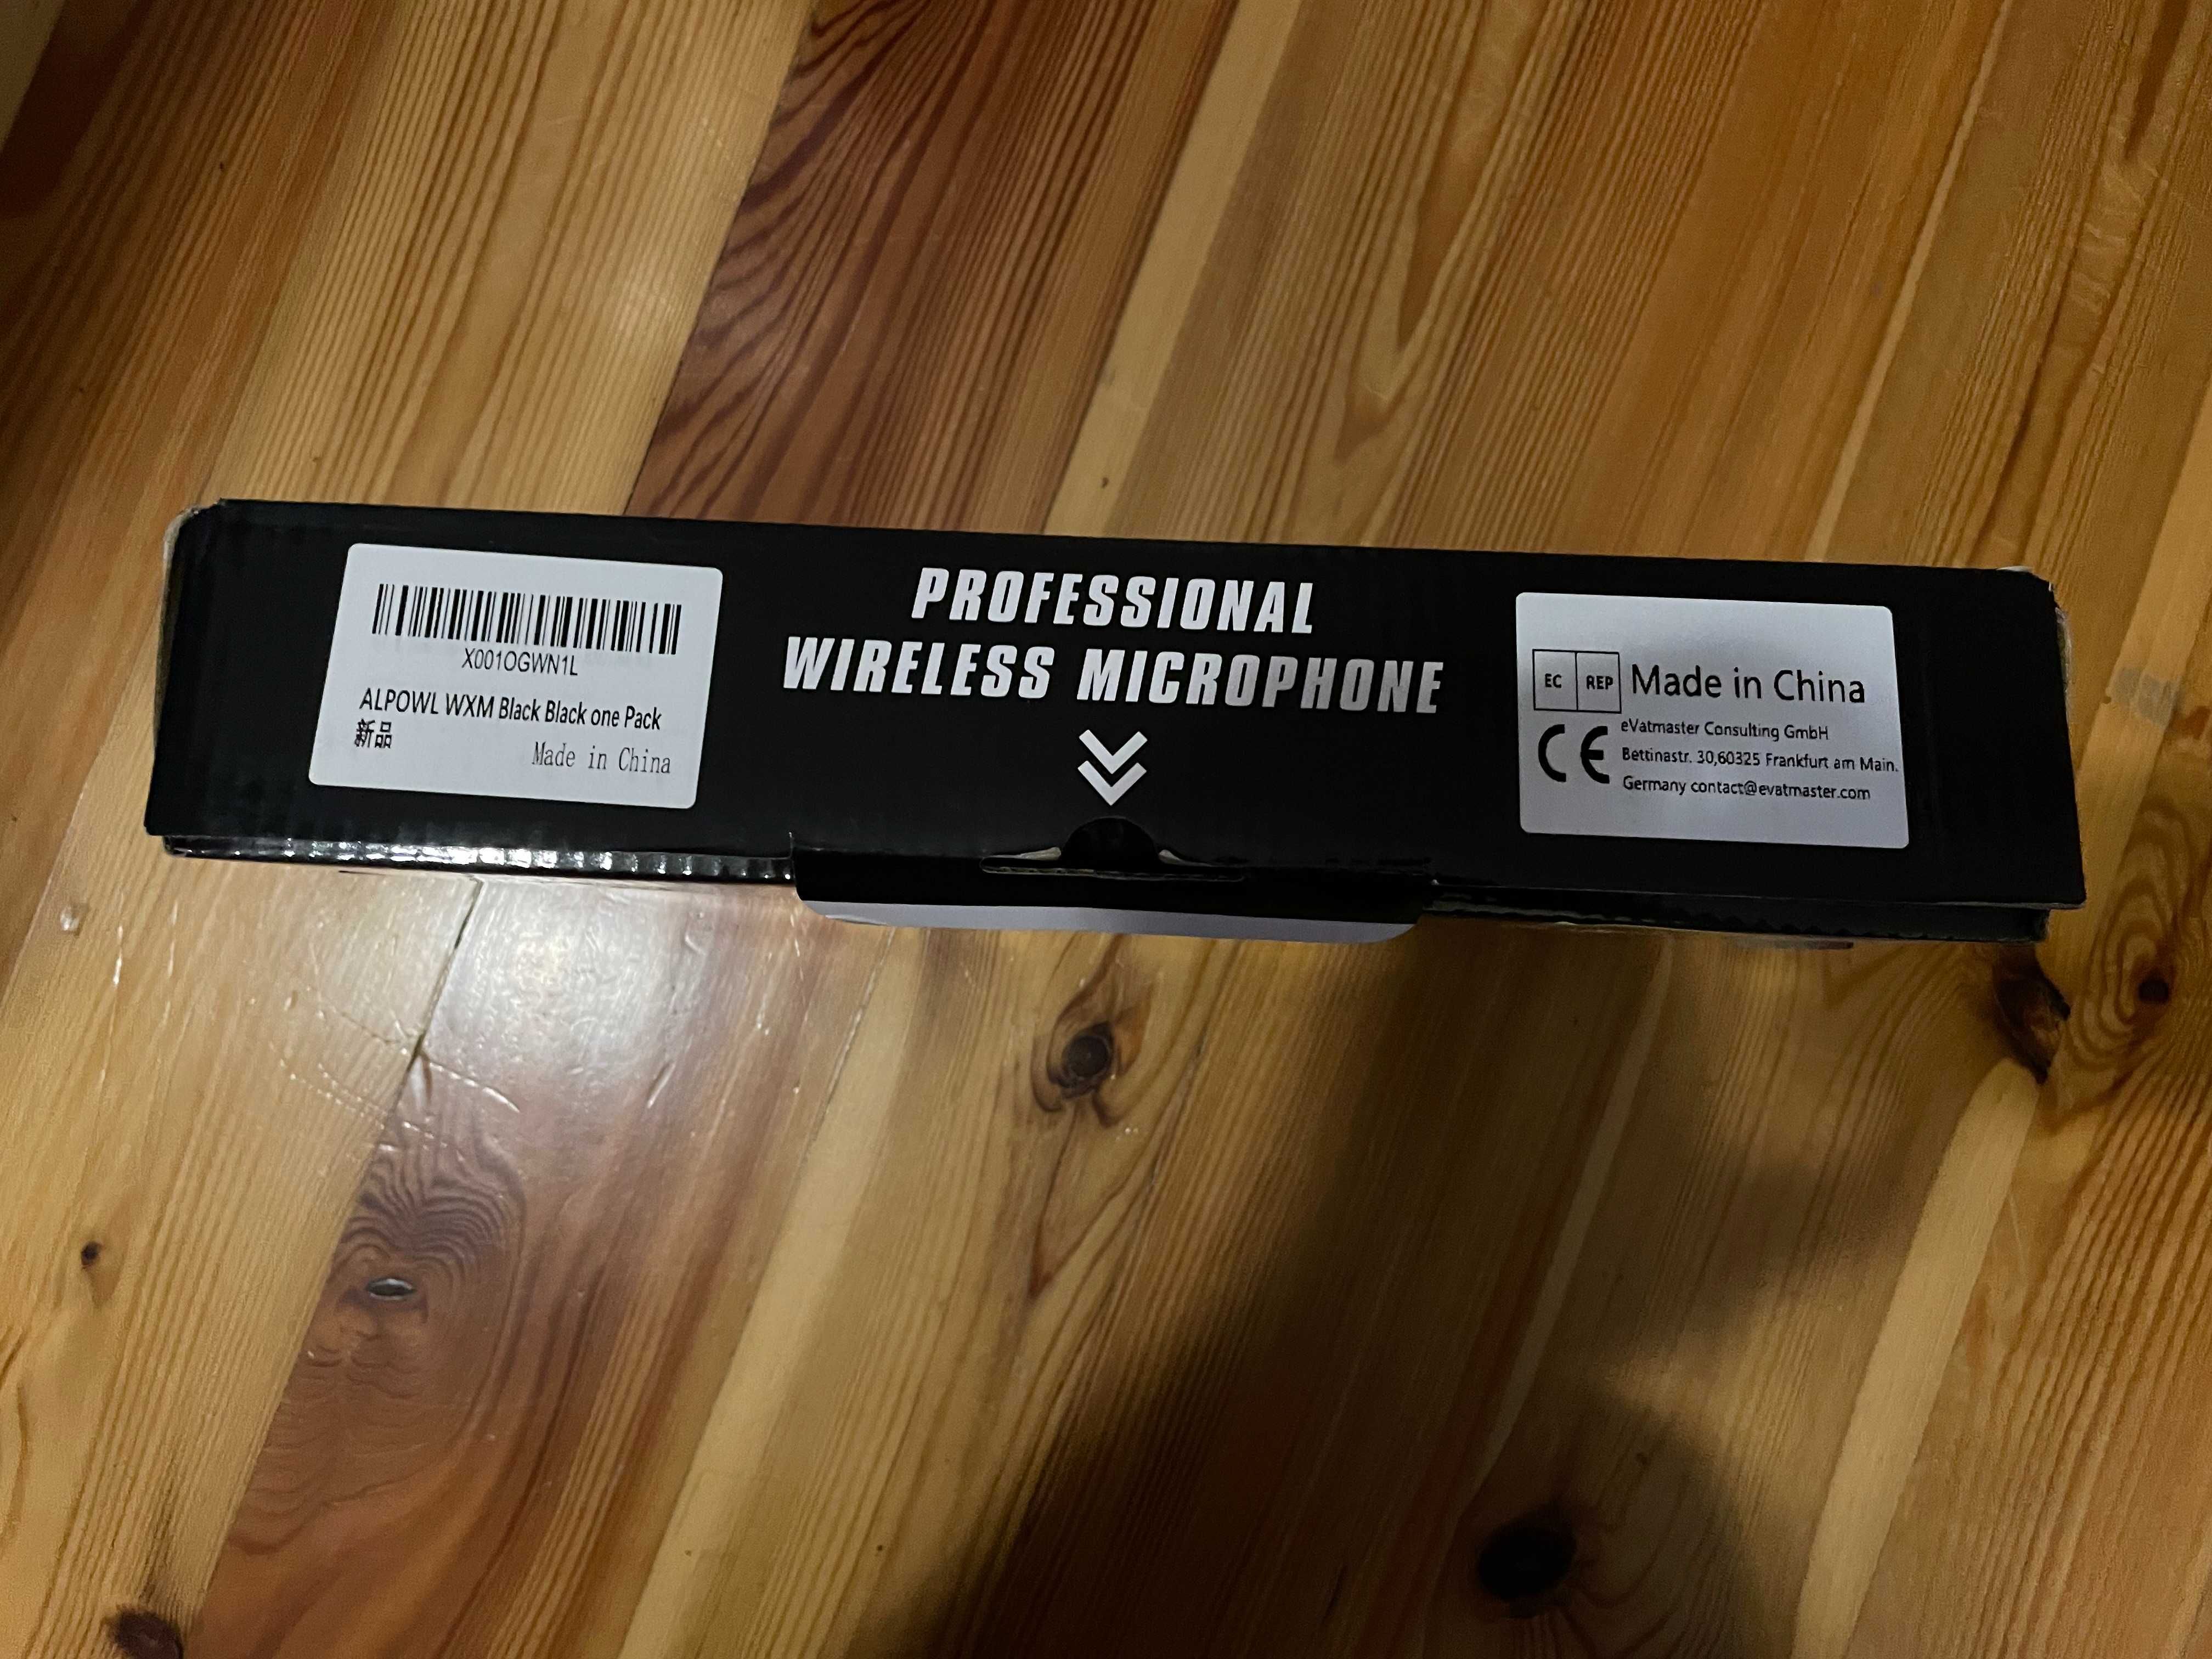 X001OGWN1L
ALPOWL WXM Black Black one Pack
新品
Made in China
PROFESSIONAL
WIRELESS MICROPHONE
EC REP Made in China
CE
eVatmaster Consulting GmbH
Bettinastr. 30,60325 Frankfurt am Main.
Germany contact@evatmaster.com